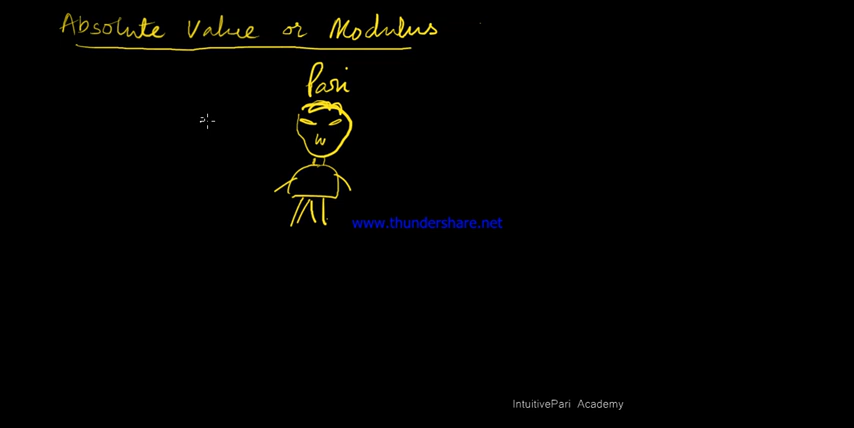 Absolute Value or Modulus
Pari
www.thundershare.net
IntuitivePari Academy